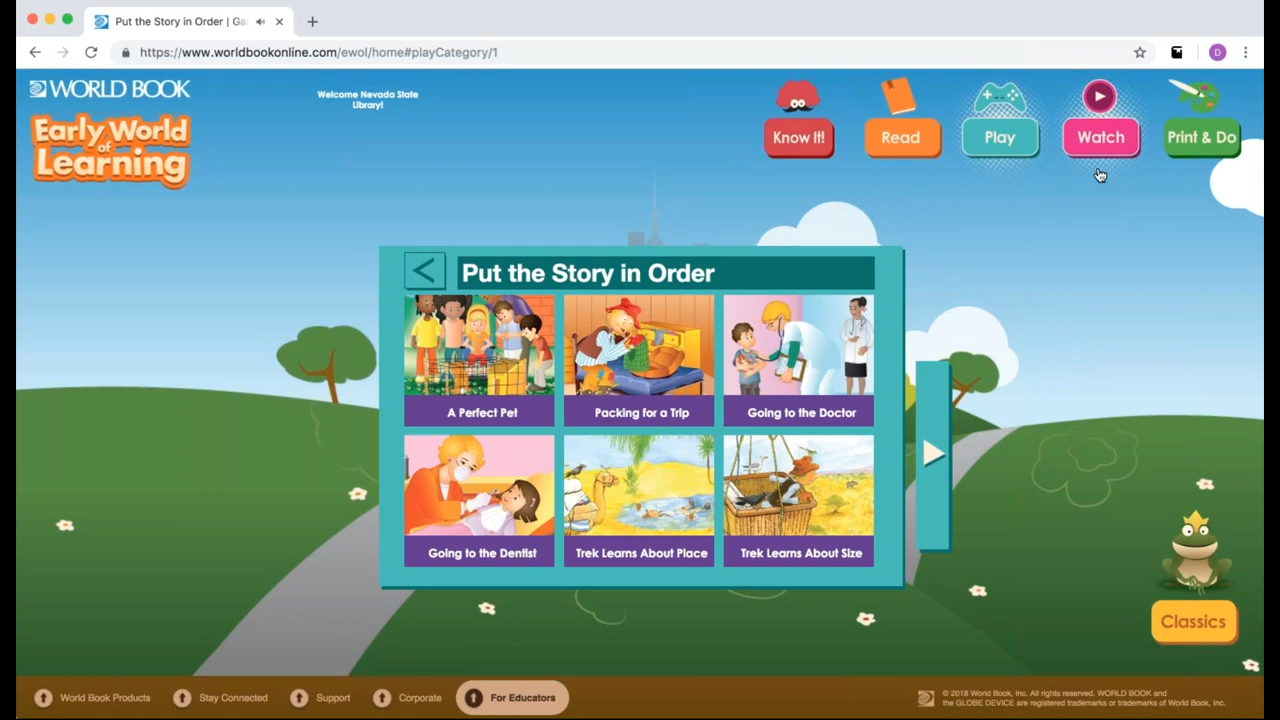 Put the Story in Order | Ga
https://www.worldbookonline.com/ewol/home#playCategory/1
D
WORLD BOOK
Early World
of
Learning
Welcome Nevada State
Library!
Know It!
Read
Play
Watch
Print & Do
Put the Story in Order
A Perfect Pet
Packing for a Trip
Going to the Doctor
Going to the Dentist
Trek Learns About Place
Trek Learns About Size
Classics
World Book Products
Stay Connected
Support
Corporate
For Educators
© 2018 World Book, Inc. All rights reserved. WORLD BOOK and
the GLOBE DEVICE are registered trademarks or trademarks of World Book, Inc.